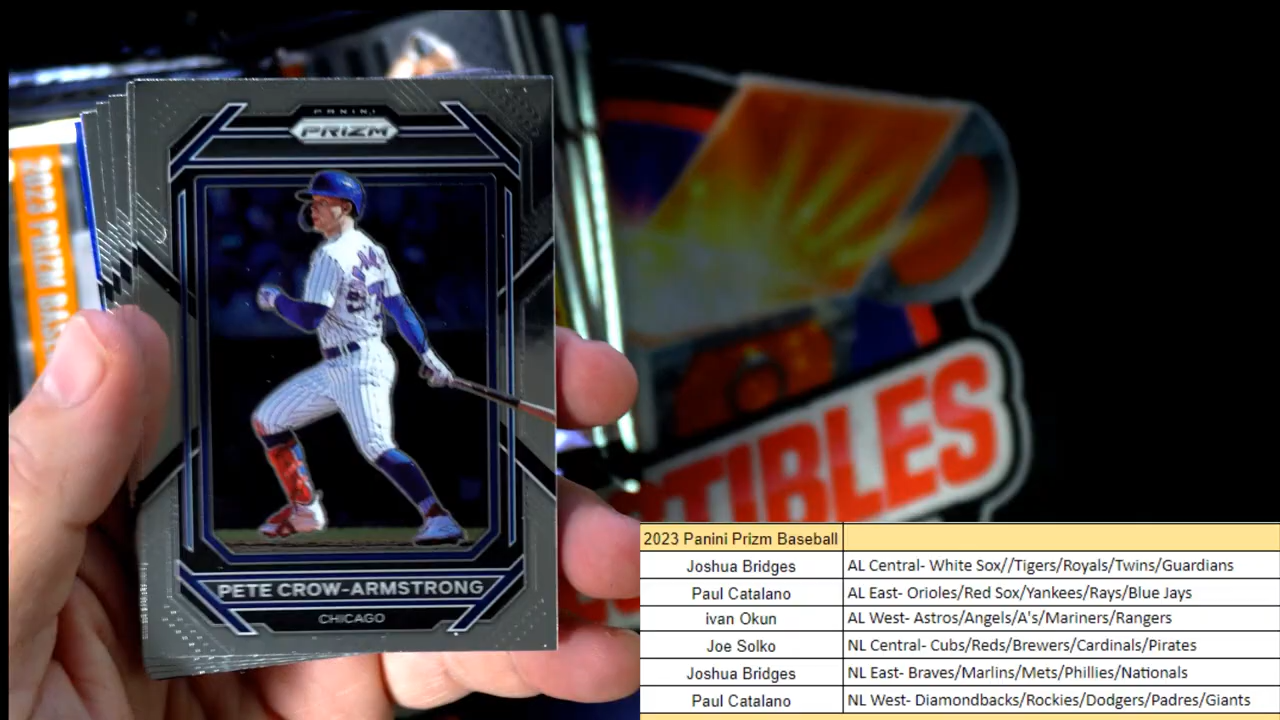 PANINI
PRIZM
PETE CROW-ARMSTRONG
CHICAGO
2023 PRIZM BASE
TIBLES
2023 Panini Prizm Baseball
Joshua Bridges AL Central- White Sox//Tigers/Royals/Twins/Guardians
Paul Catalano AL East- Orioles/Red Sox/Yankees/Rays/Blue Jays
ivan Okun AL West- Astros/Angels/A's/Mariners/Rangers
Joe Solko NL Central- Cubs/Reds/Brewers/Cardinals/Pirates
Joshua Bridges NL East- Braves/Marlins/Mets/Phillies/Nationals
Paul Catalano NL West- Diamondbacks/Rockies/Dodgers/Padres/Giants